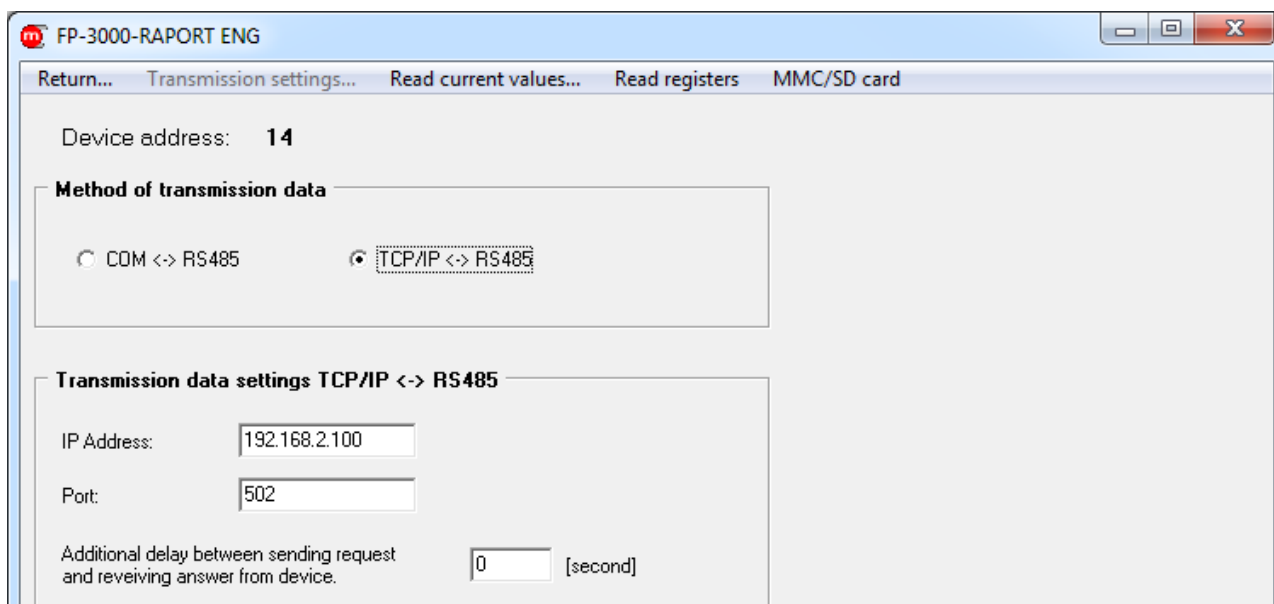 FP-3000-RAPORT ENG
Return... Transmission settings... Read current values... Read registers MMC/SD card
Device address: 14
Method of transmission data
COM <-> RS485 TCP/IP <-> RS485
Transmission data settings TCP/IP <-> RS485
IP Address: 192.168.2.100
Port: 502
Additional delay between sending request
and reveiving answer from device. 0 [second]